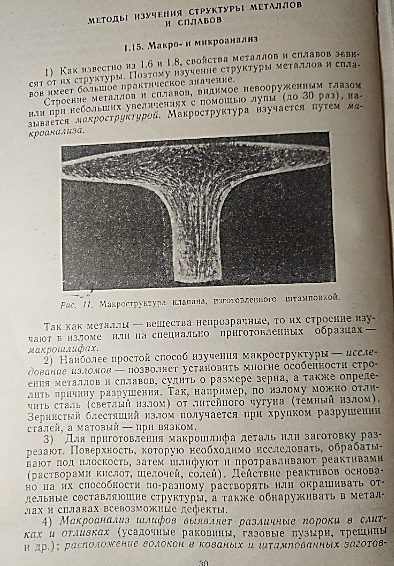 МЕТОДЫ ИЗУЧЕНИЯ СТРУКТУРЫ МЕТАЛЛОВ
И СПЛАВОВ
1.15. Макро- и микроанализ
1) Как известно из 1.6 и 1.8, свойства металлов и сплавов зави-
сят от их структуры. Поэтому изучение структуры металлов и спла-
вов имеет большое практическое значение.
Строение металлов и сплавов, видимое невооруженным глазом
или при небольших увеличениях с помощью лупы (до 30 раз), на-
зывается макроструктурой. Макроструктура изучается путем ма-
кроанализа.
Рис. 11. Макроструктура клапана, изготовленного штамповкой.
Так как металлы — вещества непрозрачные, то их строение изу-
чают в изломе или на специально приготовленных образцах —
макрошлифах.
2) Наиболее простой способ изучения макроструктуры — иссле-
дование изломов — позволяет установить многие особенности стро-
ения металлов и сплавов, судить о размере зерна, а также опреде-
лить причину разрушения. Так, например, по излому можно отли-
чить сталь (светлый излом) от литейного чугуна (темный излом).
Зернистый блестящий излом получается при хрупком разрушении
сталей, а матовый — при вязком.
3) Для приготовления макрошлифа деталь или заготовку раз-
резают. Поверхность, которую необходимо исследовать, обрабаты-
вают под плоскость, затем шлифуют и протравливают реактивами
(растворами кислот, щелочей, солей). Действие реактивов основа-
но на их способности по-разному растворять или окрашивать от-
дельные составляющие структуры, а также обнаруживать в метал-
лах и сплавах всевозможные дефекты.
4) Макроанализ шлифов выявляет различные пороки в слит-
ках и отливках (усадочные раковины, газовые пузыри, трещины
и др.); расположение волокон в кованых и штампованных заготов-
30